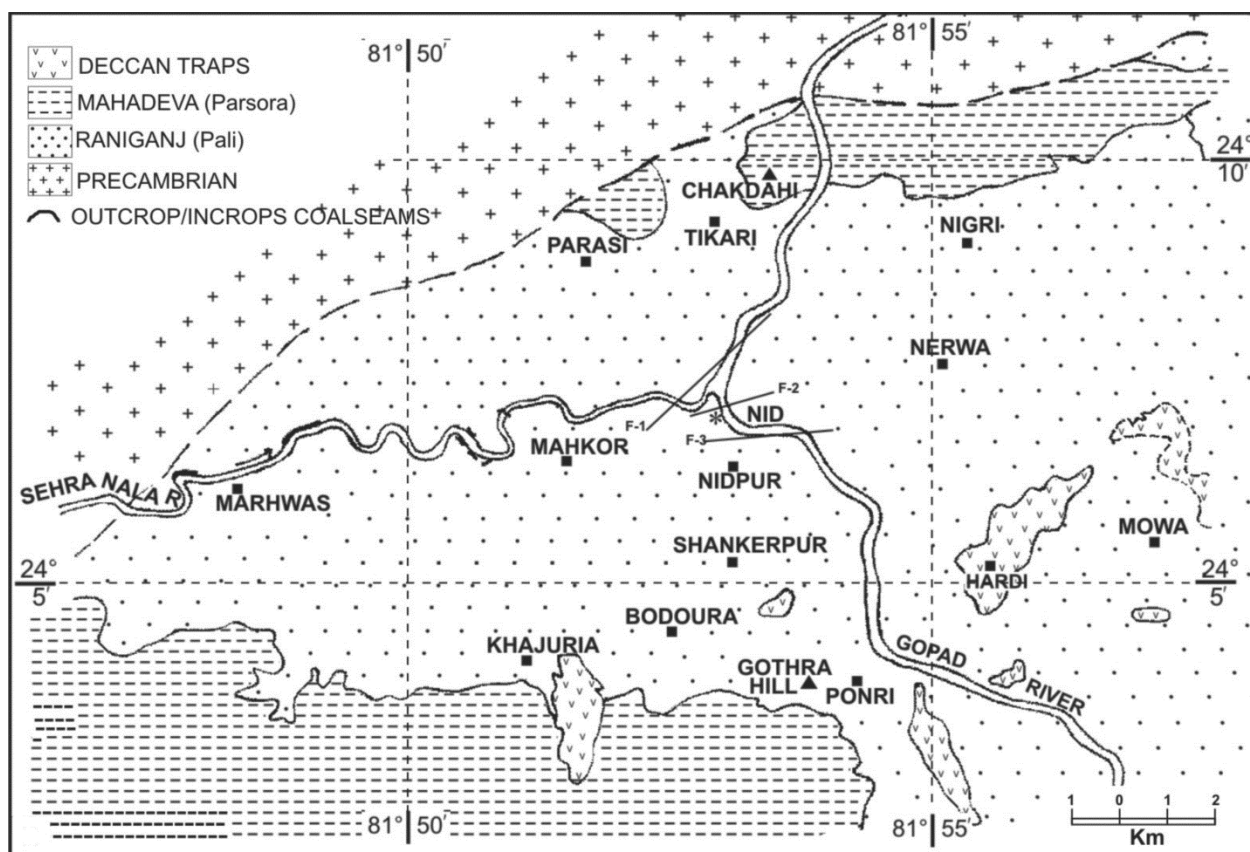 81° 50′
81° 55′
DECCAN TRAPS
MAHADEVA (Parsora)
RANIGANJ (Pali)
PRECAMBRIAN
OUTCROP/INCROPS COALSEAMS
24°
10′
CHAKDAHI
TIKARI
NIGRI
PARASI
NERWA
F-2
NID
F-1
F-3
MAHKOR
NIDPUR
SEHRA NALA R
MARHWAS
SHANKERPUR
MOWA
HARDI
24°
5′
24°
5′
BODOURA
KHAJURIA
GOTHRA
HILL
PONRI
GOPAD
RIVER
81° 50′
81° 55′
1 0 1 2
Km